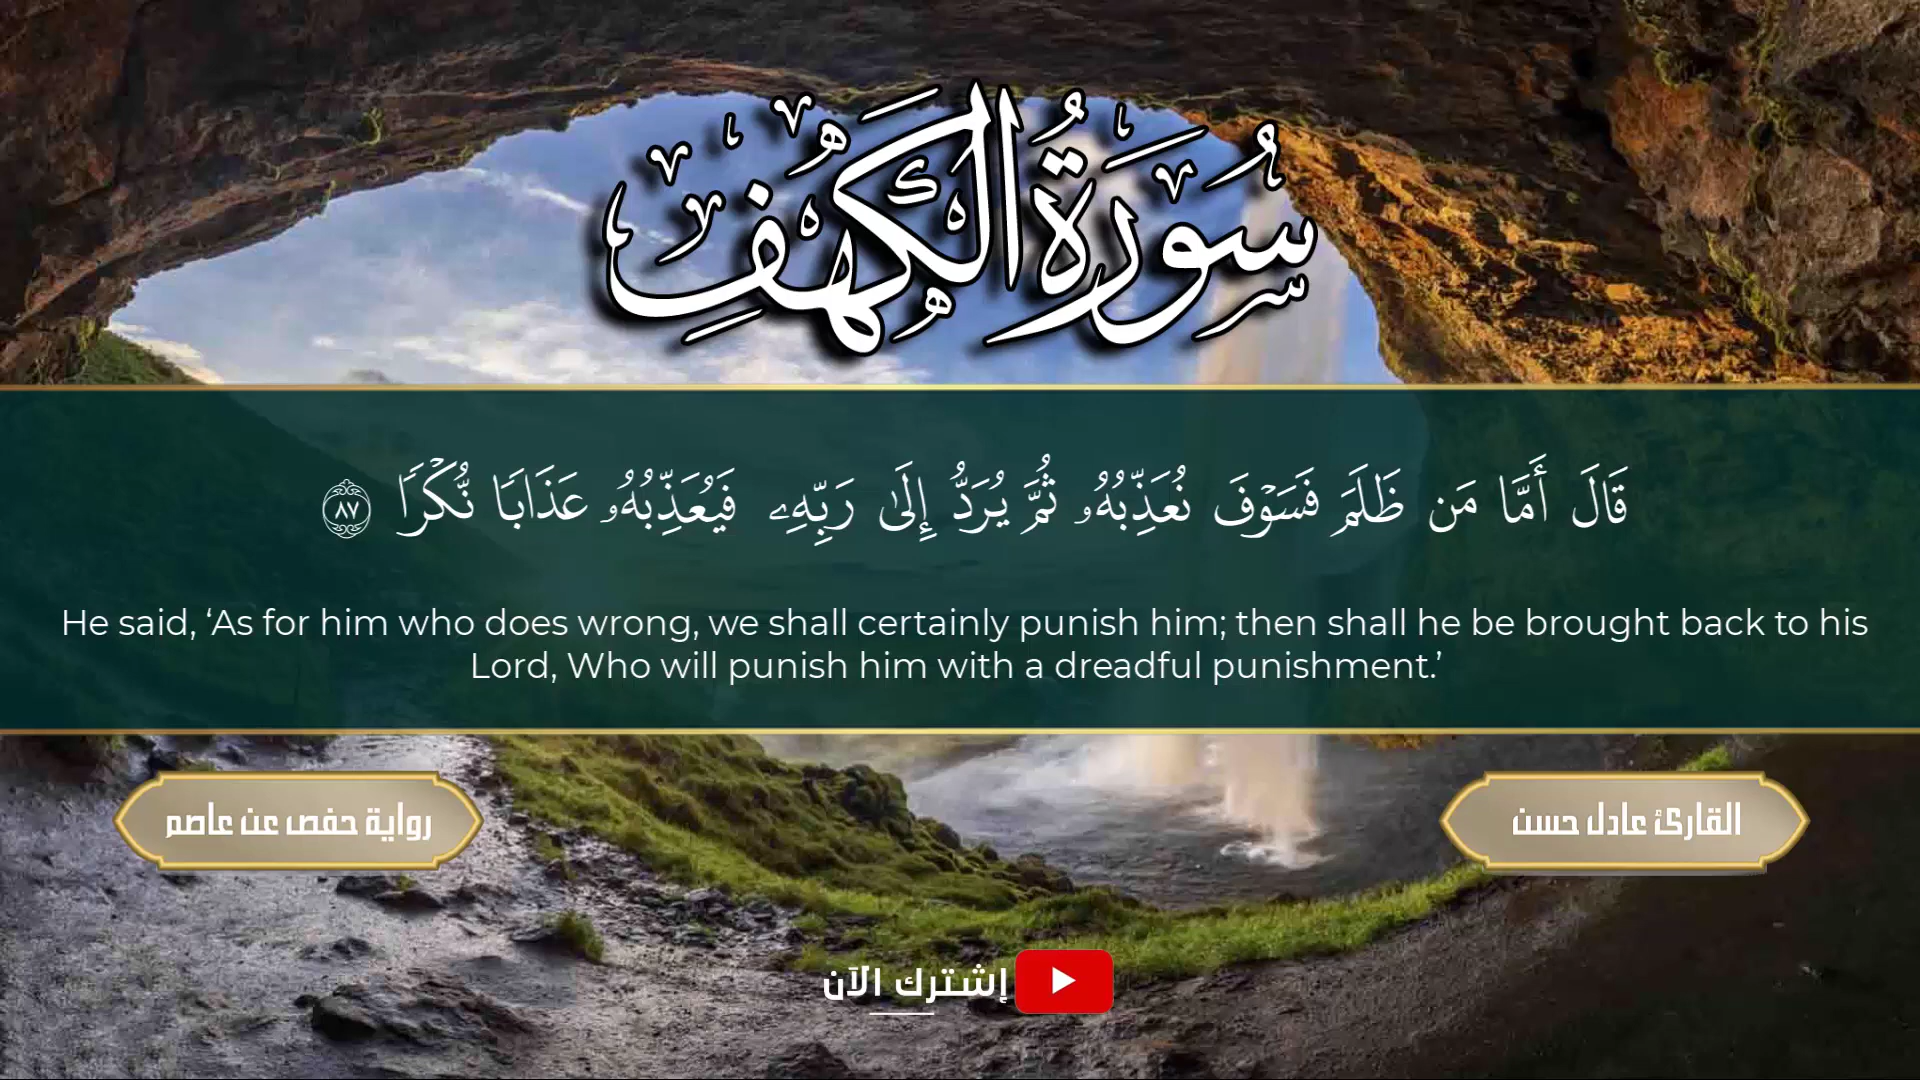 سُورَةُ الكَهْفِ
قَالَ أَمَّا مَن ظَلَمَ فَسَوْفَ نُعَذِّبُهُۥ ثُمَّ يُرَدُّ إِلَىٰ رَبِّهِۦ فَيُعَذِّبُهُۥ عَذَابًا نُّكْرًا ٨٧
He said, ‘As for him who does wrong, we shall certainly punish him; then shall he be brought back to his
Lord, Who will punish him with a dreadful punishment.’
القارئ عادل حسن
رواية حفص عن عاصم
إشترك الآن